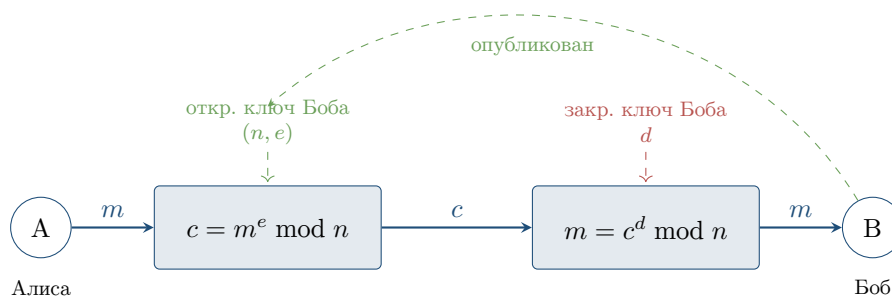 опубликован
откр. ключ Боба
(n, e)
закр. ключ Боба
d
A
m
c = m^e mod n
c
m = c^d mod n
m
B
Алиса
Боб